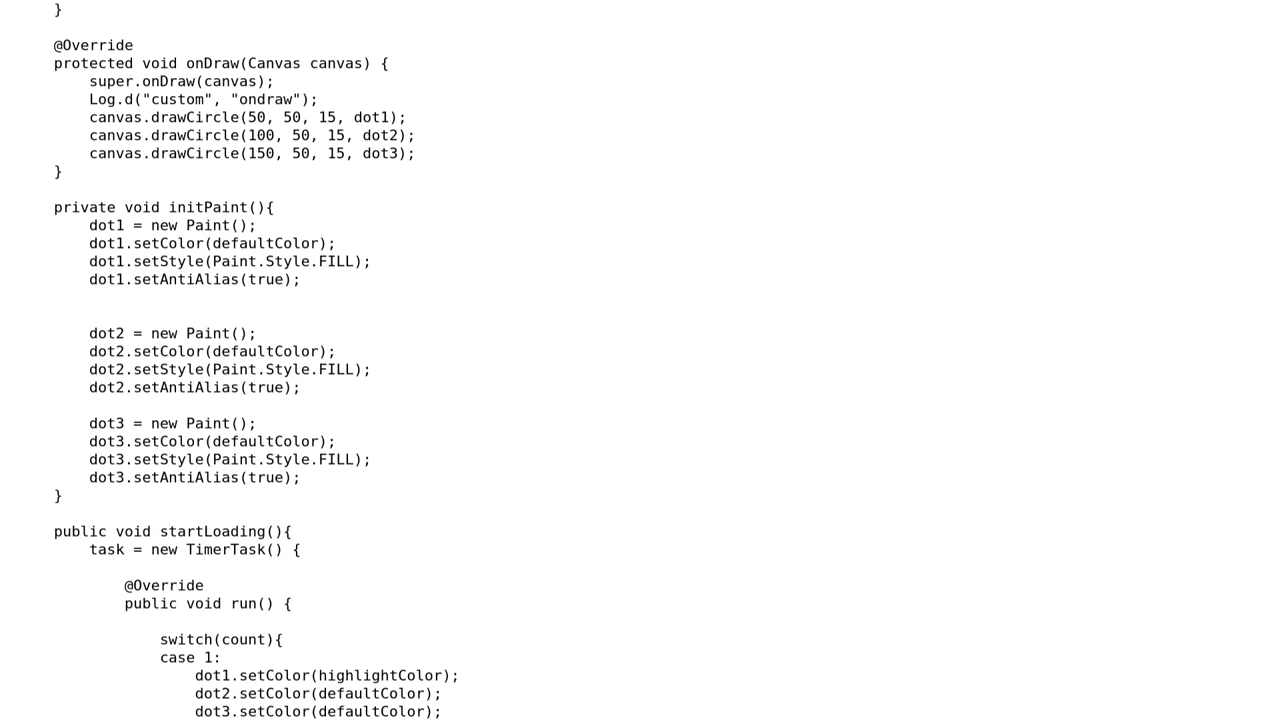 }
@Override
protected void onDraw(Canvas canvas) {
super.onDraw(canvas);
Log.d("custom", "ondraw");
canvas.drawCircle(50, 50, 15, dot1);
canvas.drawCircle(100, 50, 15, dot2);
canvas.drawCircle(150, 50, 15, dot3);
}
private void initPaint(){
dot1 = new Paint();
dot1.setColor(defaultColor);
dot1.setStyle(Paint.Style.FILL);
dot1.setAntiAlias(true);
dot2 = new Paint();
dot2.setColor(defaultColor);
dot2.setStyle(Paint.Style.FILL);
dot2.setAntiAlias(true);
dot3 = new Paint();
dot3.setColor(defaultColor);
dot3.setStyle(Paint.Style.FILL);
dot3.setAntiAlias(true);
}
public void startLoading(){
task = new TimerTask() {
@Override
public void run() {
switch(count){
case 1:
dot1.setColor(highlightColor);
dot2.setColor(defaultColor);
dot3.setColor(defaultColor);